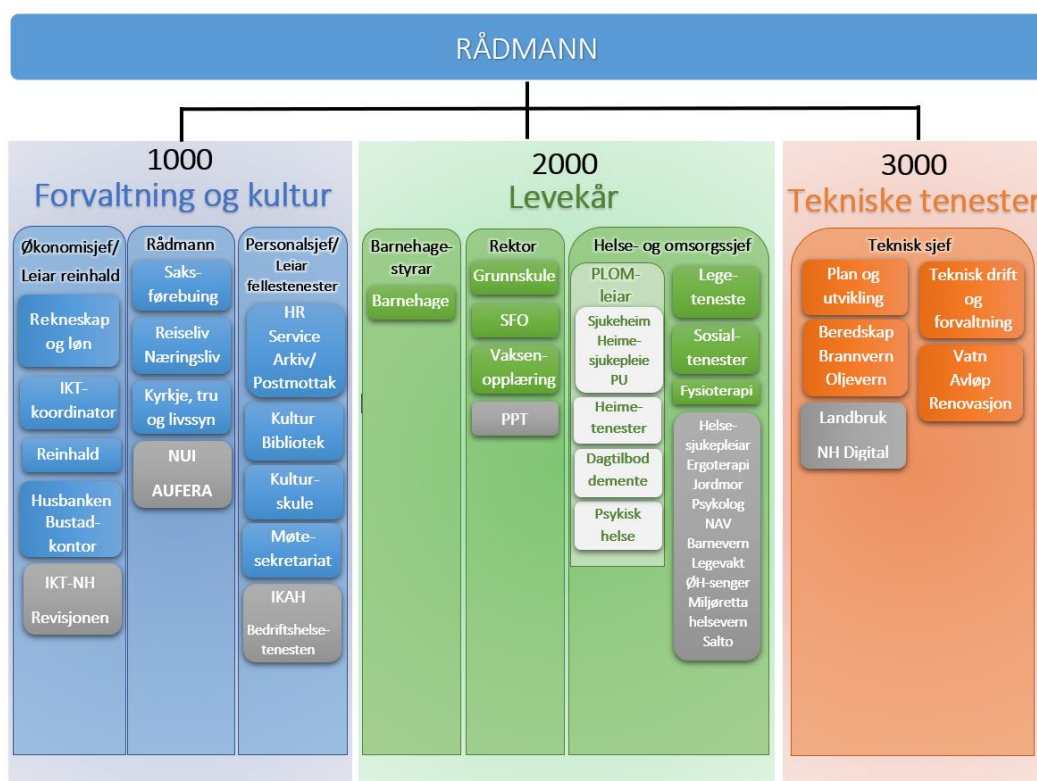 RÅDMANN
1000
Forvaltning og kultur
Økonomisjef/
Leiar reinhald
Rekneskap
og løn
IKT-
koordinator
Reinhald
Husbanken
Bustad-
kontor
IKT-NH
Revisjonen
Rådmann
Saks-
førebuing
Reiseliv
Næringsliv
Kyrkje, tru
og livssyn
NUI
AUFERA
Personalsjef/
Leiar
fellestenester
HR
Service
Arkiv/
Postmottak
Kultur
Bibliotek
Kultur-
skule
Møte-
sekretariat
IKAH
Bedriftshelse-
tenesten
2000
Levekår
Barnehage-
styrar
Barnehage
Rektor
Grunnskule
SFO
Vaksen-
opplæring
PPT
Helse- og omsorgssjef
PLOM-
leiar
Sjukeheim
Heime-
sjukepleie
PU
Heime-
tenester
Dagtilbod
demente
Psykisk
helse
Lege-
teneste
Sosial-
tenester
Fysioterapi
Helse-
sjukepleiar
Ergoterapi
Jordmor
Psykolog
NAV
Barnevern
Legevakt
ØH-senger
Miljøretta
helsevern
Salto
3000
Tekniske tenester
Teknisk sjef
Plan og
utvikling
Beredskap
Brannvern
Oljevern
Landbruk
NH Digital
Teknisk drift
og
forvaltning
Vatn
Avløp
Renovasjon